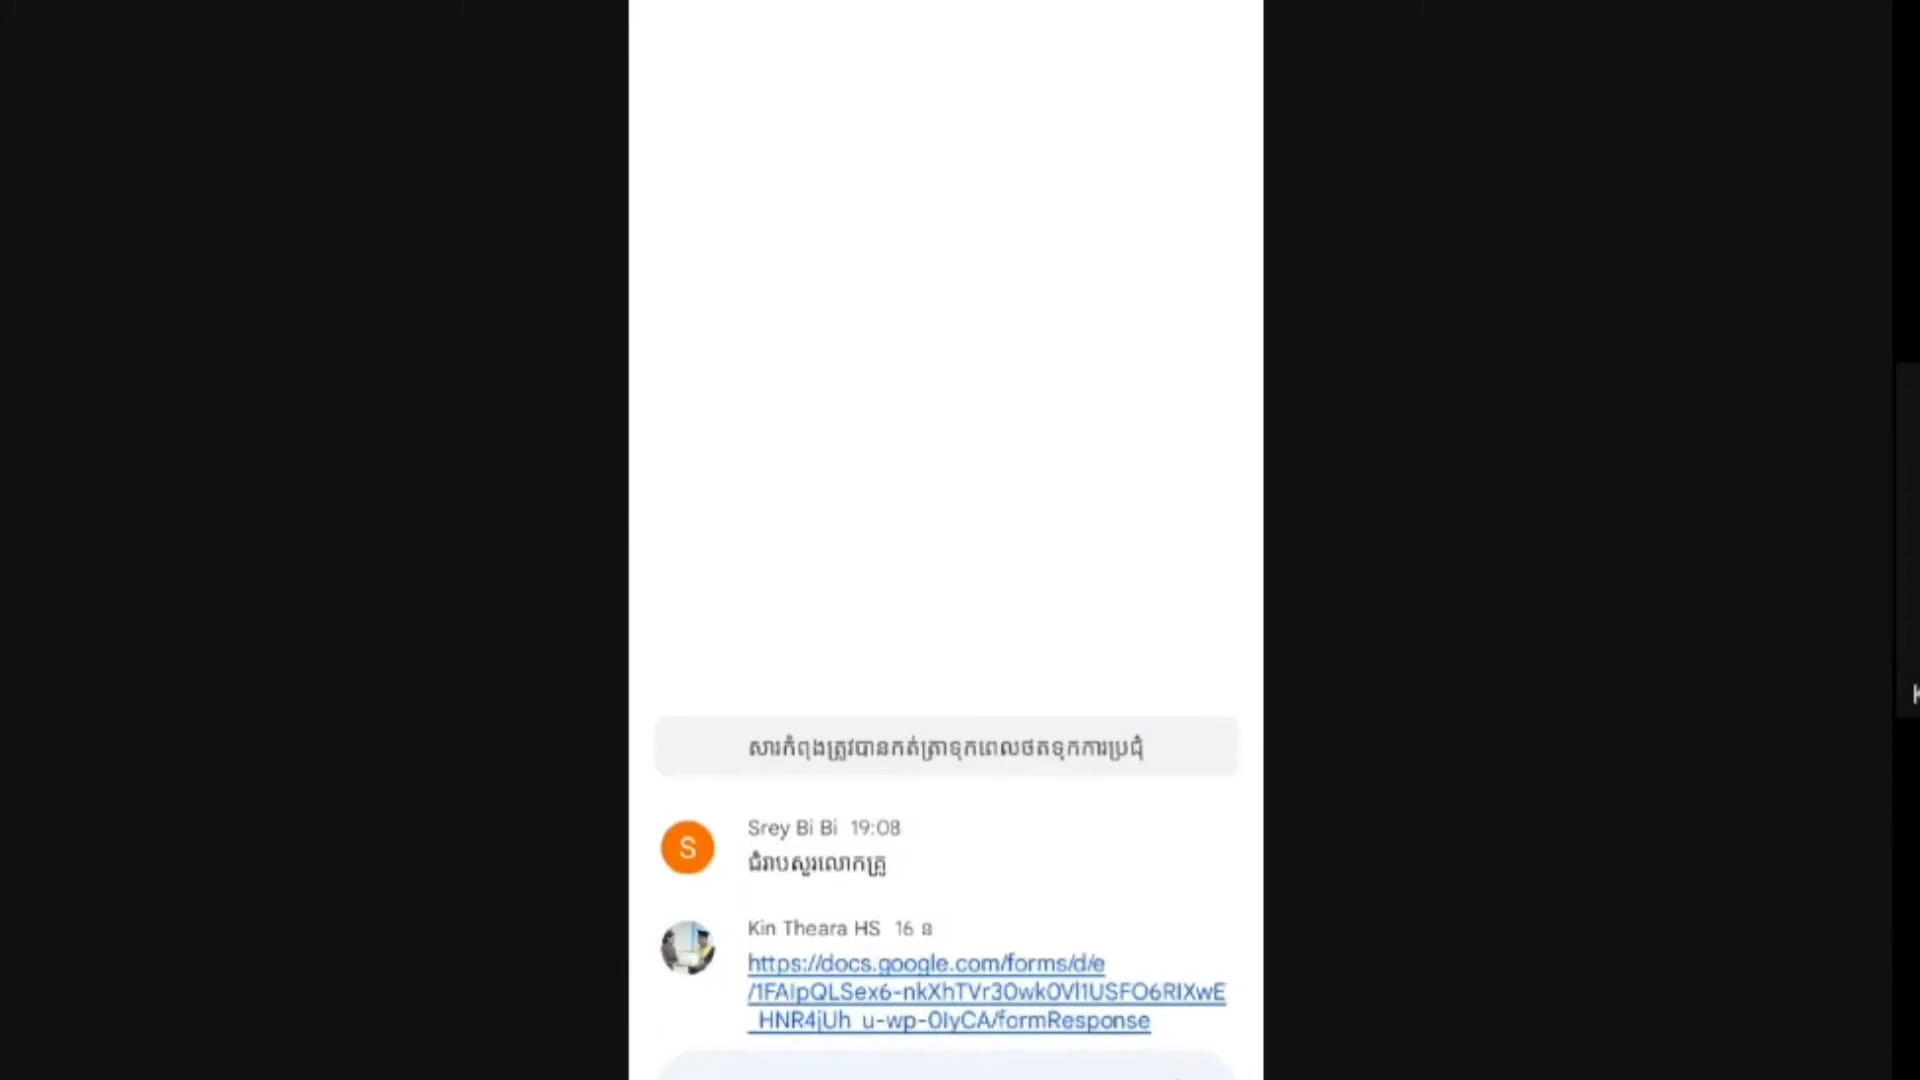 សារកំពុងត្រូវបានកត់ត្រាទុកពេលថតទុកការប្រជុំ
S
Srey Bi Bi 19:08
ជំរាបសួរលោកគ្រូ
Kin Theara HS 16 ន
https://docs.google.com/forms/d/e
/1FAIpQLSex6-nkXhTVr30wk0Vl1USFO6RIXwE
_HNR4jUh_u-wp-0IyCA/formResponse
K